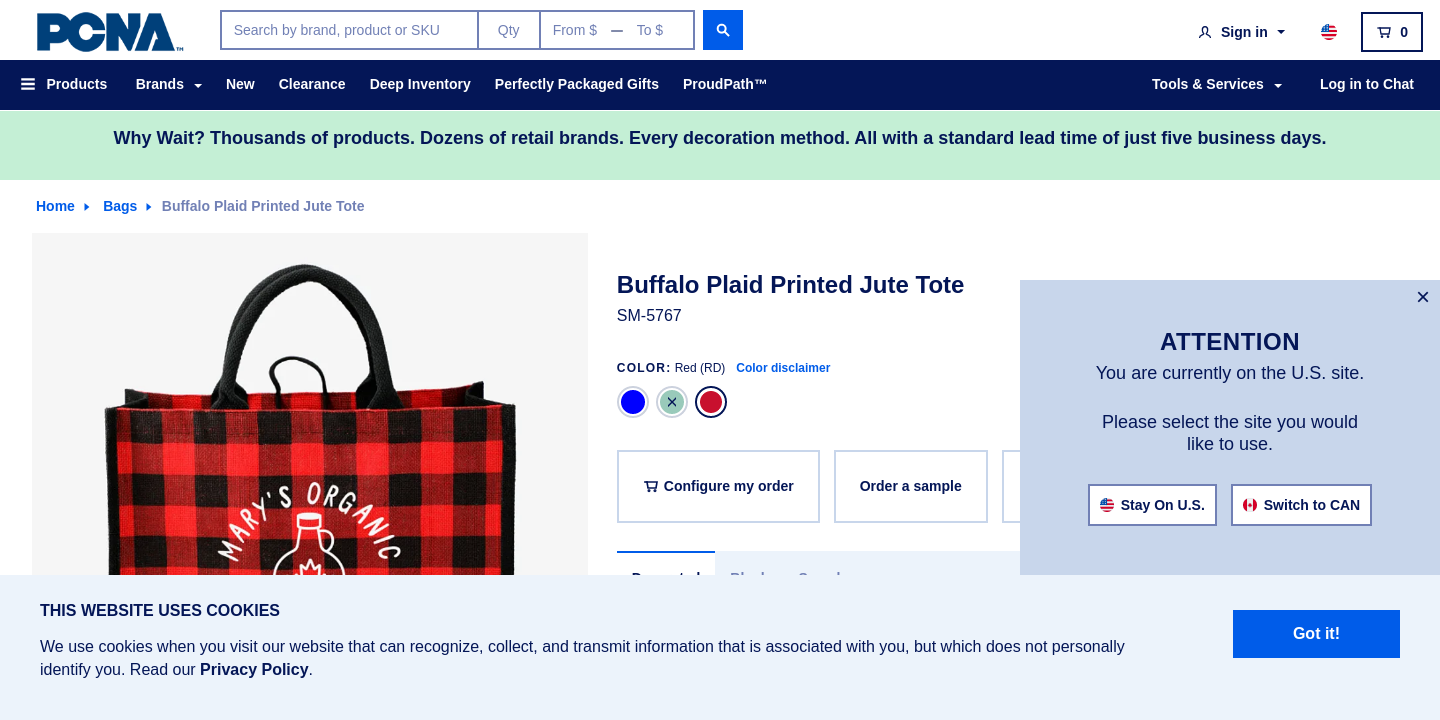 PCNA™
Search by brand, product or SKU
Qty
From $ — To $
Sign in
0
Products
Brands
New
Clearance
Deep Inventory
Perfectly Packaged Gifts
ProudPath™
Tools & Services
Log in to Chat
Why Wait? Thousands of products. Dozens of retail brands. Every decoration method. All with a standard lead time of just five business days.
Home
Bags
Buffalo Plaid Printed Jute Tote
MARY'S ORGANIC
Buffalo Plaid Printed Jute Tote
SM-5767
COLOR: Red (RD) Color disclaimer
Configure my order
Order a sample
×
ATTENTION
You are currently on the U.S. site.
Please select the site you would
like to use.
Stay On U.S.
Switch to CAN
THIS WEBSITE USES COOKIES
We use cookies when you visit our website that can recognize, collect, and transmit information that is associated with you, but which does not personally
identify you. Read our Privacy Policy.
Got it!